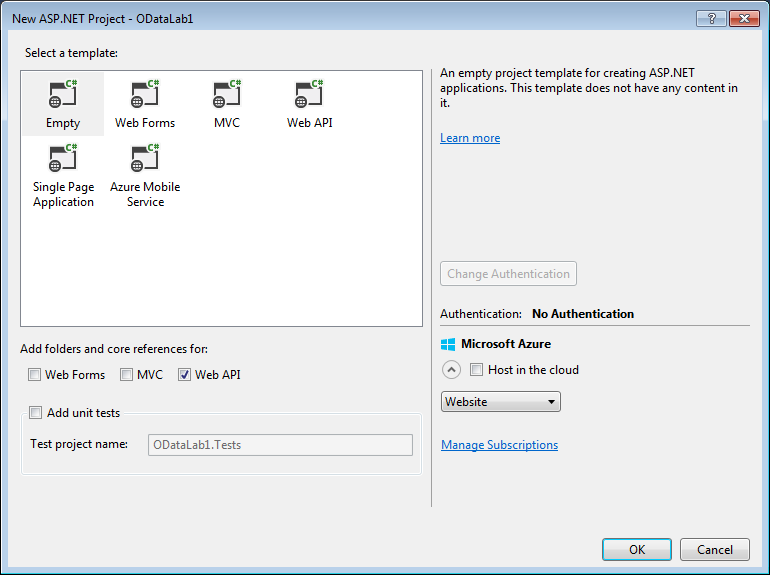 New ASP.NET Project - ODataLab1
Select a template:
C# C# C# C#
Empty Web Forms MVC Web API
C# C#
Single Page Azure Mobile
Application Service
An empty project template for creating ASP.NET
applications. This template does not have any content in
it.
Learn more
Change Authentication
Authentication: No Authentication
Microsoft Azure
Host in the cloud
Website
Manage Subscriptions
Add folders and core references for:
Web Forms MVC Web API
Add unit tests
Test project name: ODataLab1.Tests
OK Cancel